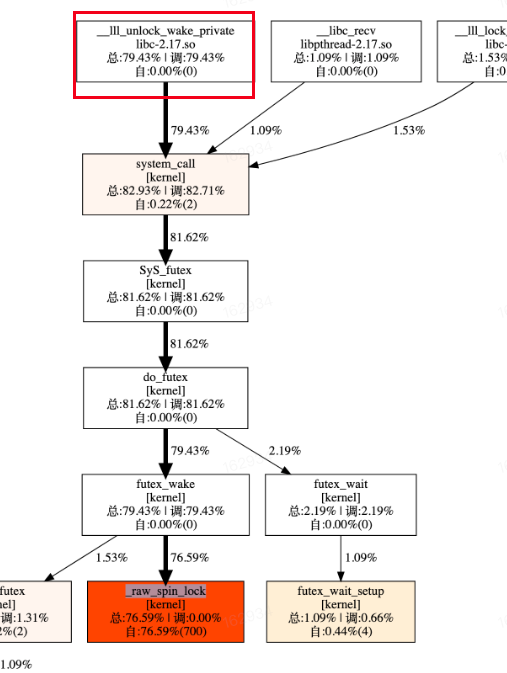 __lll_unlock_wake_private
libc-2.17.so
总:79.43% | 调:79.43%
自:0.00%(0)
__libc_recv
libpthread-2.17.so
总:1.09% | 调:1.09%
自:0.00%(0)
__lll_lock_
libc-
总:1.53%
自:0
79.43%
1.09%
1.53%
system_call
[kernel]
总:82.93% | 调:82.71%
自:0.22%(2)
81.62%
SyS_futex
[kernel]
总:81.62% | 调:81.62%
自:0.00%(0)
81.62%
do_futex
[kernel]
总:81.62% | 调:81.62%
自:0.00%(0)
79.43%
2.19%
futex_wake
[kernel]
总:79.43% | 调:79.43%
自:0.00%(0)
futex_wait
[kernel]
总:2.19% | 调:2.19%
自:0.00%(0)
1.53%
76.59%
1.09%
futex
nel]
调:1.31%
%(2)
_raw_spin_lock
[kernel]
总:76.59% | 调:0.00%
自:76.59%(700)
futex_wait_setup
[kernel]
总:1.09% | 调:0.66%
自:0.44%(4)
1.09%